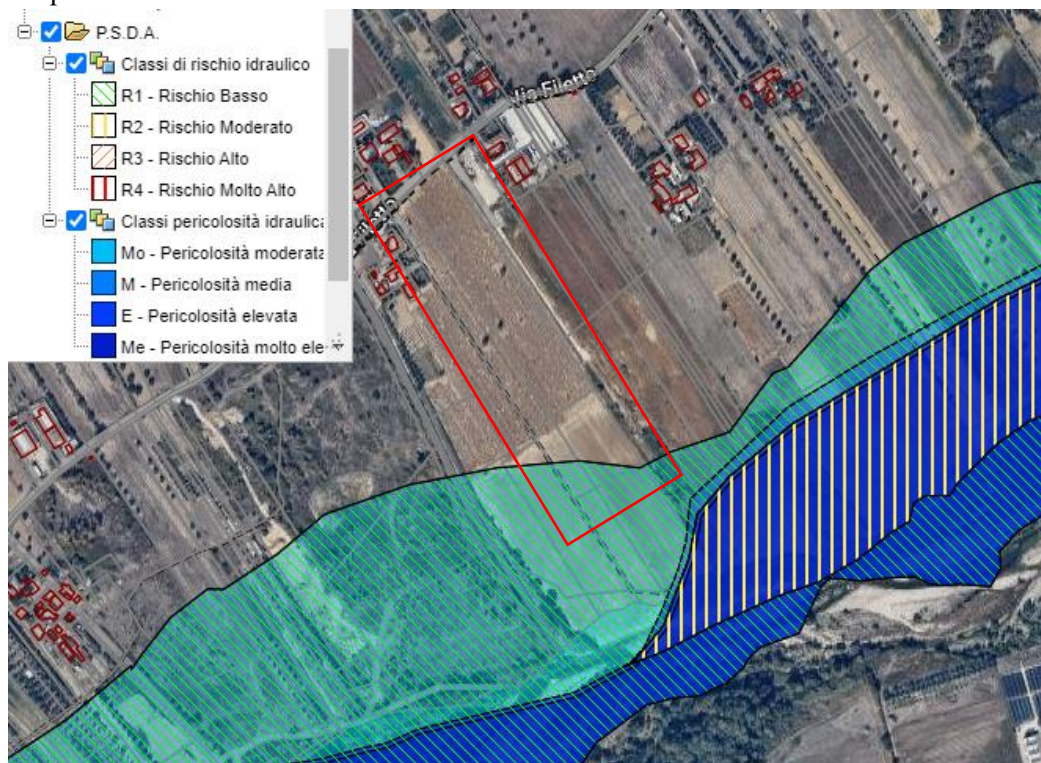 P.S.D.A.
Classi di rischio idraulico
R1 - Rischio Basso
R2 - Rischio Moderato
R3 - Rischio Alto
R4 - Rischio Molto Alto
Classi pericolosità idraulica
Mo - Pericolosità moderata
M - Pericolosità media
E - Pericolosità elevata
Me - Pericolosità molto ele
Via Filetto